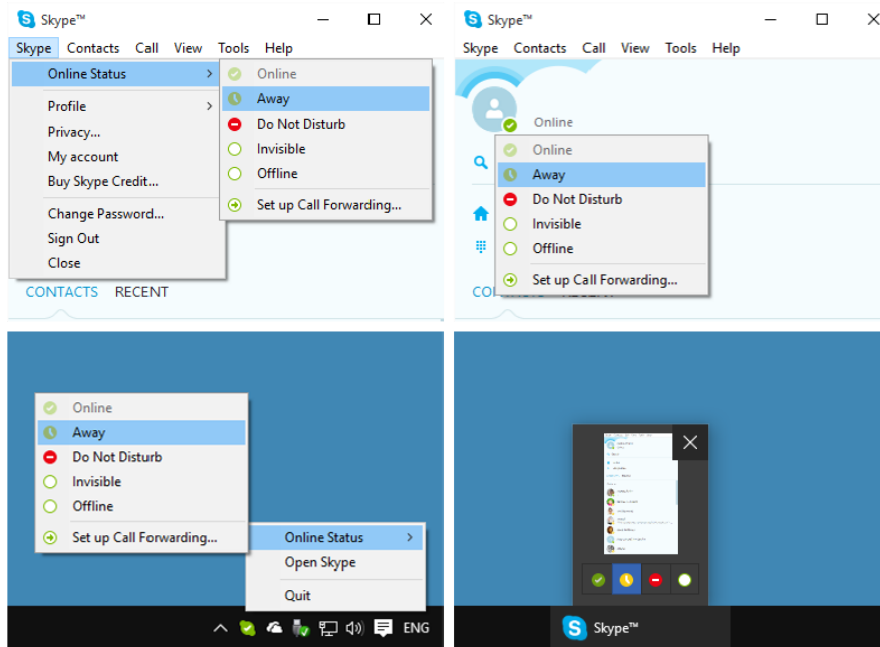 Skype™
Skype Contacts Call View Tools Help
Online Status
Profile
Privacy...
My account
Buy Skype Credit...
Change Password...
Sign Out
Close
Online
Away
Do Not Disturb
Invisible
Offline
Set up Call Forwarding...
CONTACTS RECENT
Skype™
Skype Contacts Call View Tools Help
Online
Online
Away
Do Not Disturb
Invisible
Offline
Set up Call Forwarding...
Online
Away
Do Not Disturb
Invisible
Offline
Set up Call Forwarding...
Online Status
Open Skype
Quit
ENG
Skype™